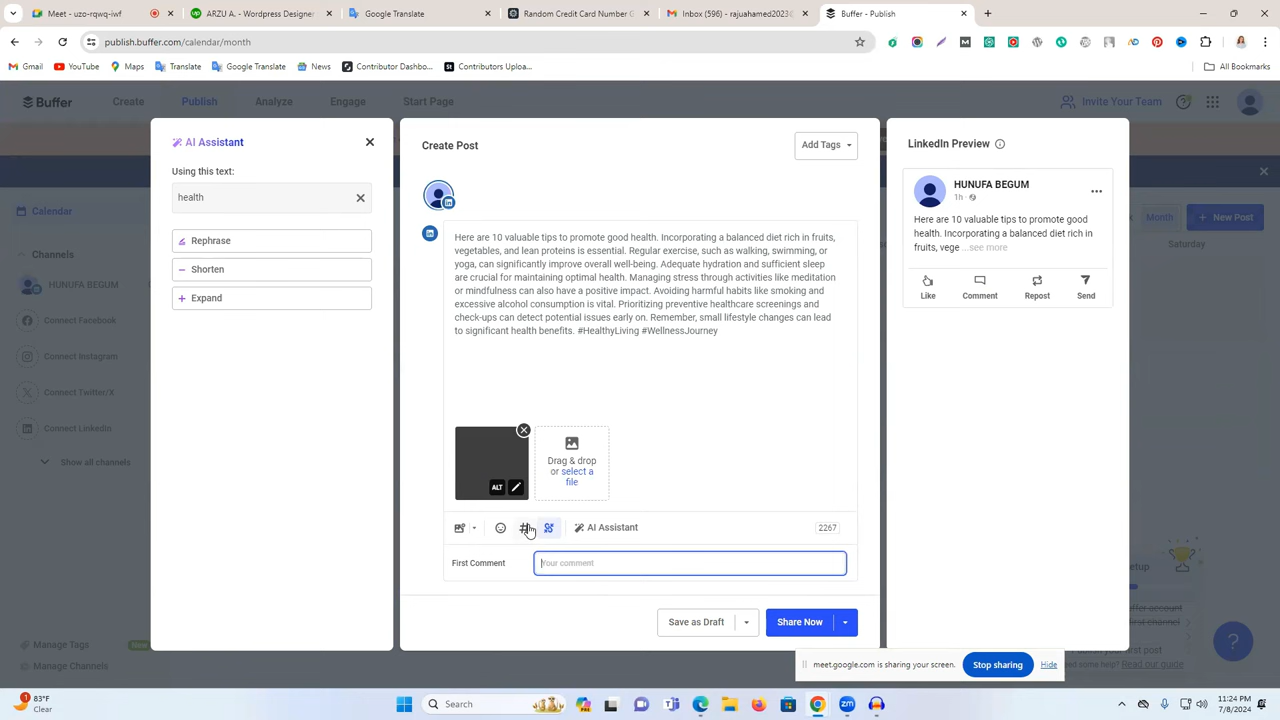 Meet - uzo-rqwq-iwf
ARZU A. - Wordpress Designer
Google Translate
Random Credit Card Number G
Inbox (596) - rajuahamed2023@
Buffer - Publish
publish.buffer.com/calendar/month
Gmail
YouTube
Maps
Translate
Google Translate
News
Contributor Dashbo...
Contributors Uploa...
All Bookmarks
Buffer
Create
Publish
Analyze
Engage
Start Page
Invite Your Team
AI Assistant
Using this text:
health
Rephrase
Shorten
Expand
Calendar
Channels
HUNUFA BEGUM
Connect Facebook
Connect Instagram
Connect Twitter/X
Connect LinkedIn
Show all channels
Manage Tags
New
Manage Channels
Create Post
Add Tags
Here are 10 valuable tips to promote good health. Incorporating a balanced diet rich in fruits,
vegetables, and lean proteins is essential. Regular exercise, such as walking, swimming, or
yoga, can significantly improve overall well-being. Adequate hydration and sufficient sleep
are crucial for maintaining optimal health. Managing stress through activities like meditation
or mindfulness can also have a positive impact. Avoiding harmful habits like smoking and
excessive alcohol consumption is vital. Prioritizing preventive healthcare screenings and
check-ups can detect potential issues early on. Remember, small lifestyle changes can lead
to significant health benefits. #HealthyLiving #WellnessJourney
ALT
Drag & drop
or select a
file
AI Assistant
2267
First Comment
Your comment
Save as Draft
Share Now
LinkedIn Preview
HUNUFA BEGUM
1h
Here are 10 valuable tips to promote good
health. Incorporating a balanced diet rich in
fruits, vege ...see more
Like
Comment
Repost
Send
Month
New Post
Saturday
Read our guide
meet.google.com is sharing your screen.
Stop sharing
Hide
83°F
Clear
Search
11:24 PM
7/8/2024